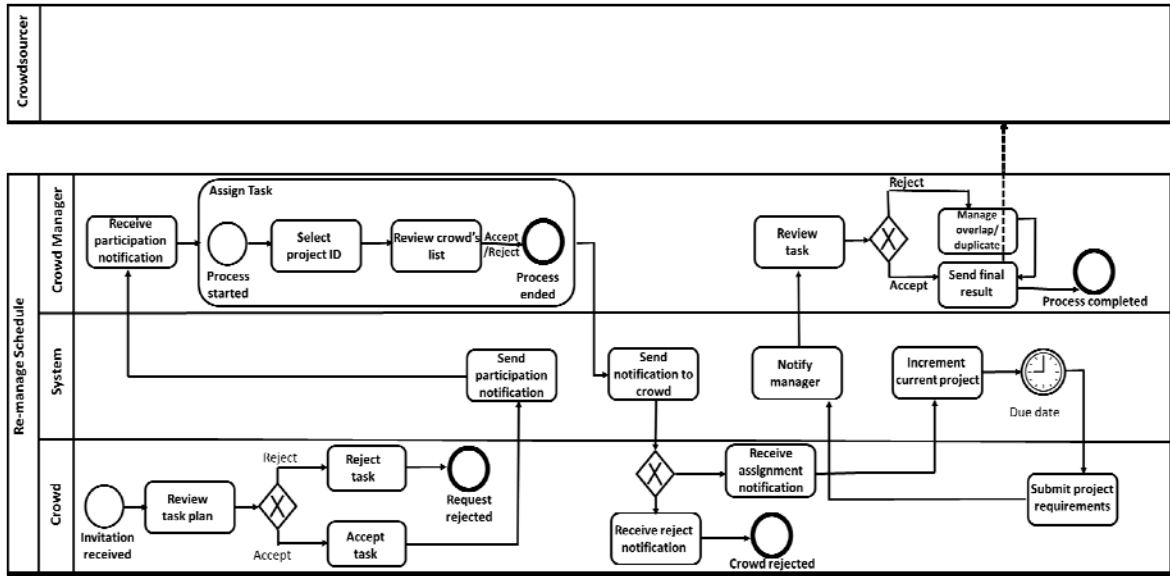 Crowdsourcer
Re-manage Schedule
Crowd Manager
Receive
participation
notification
Assign Task
Process
started
Select
project ID
Review crowd's
list
Accept
/Reject
Process
ended
Review
task
Reject
Accept
Manage
overlap/
duplicate
Send final
result
Process completed
System
Send
participation
notification
Send
notification to
crowd
Notify
manager
Increment
current project
Due date
Crowd
Invitation
received
Review
task plan
Reject
Accept
Reject
task
Accept
task
Request
rejected
Receive
assignment
notification
Receive reject
notification
Crowd rejected
Submit project
requirements